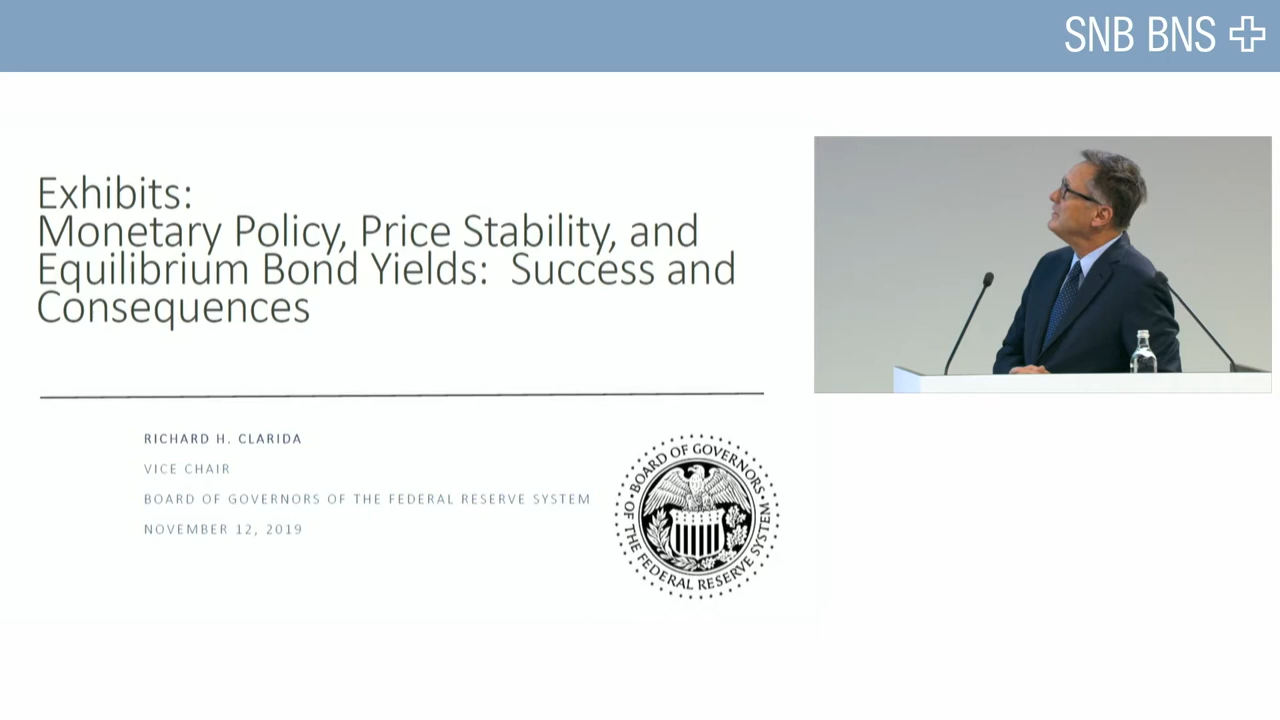 SNB BNS
Exhibits:
Monetary Policy, Price Stability, and
Equilibrium Bond Yields: Success and
Consequences
RICHARD H. CLARIDA
VICE CHAIR
BOARD OF GOVERNORS OF THE FEDERAL RESERVE SYSTEM
NOVEMBER 12, 2019
BOARD OF GOVERNORS
OF THE FEDERAL RESERVE SYSTEM